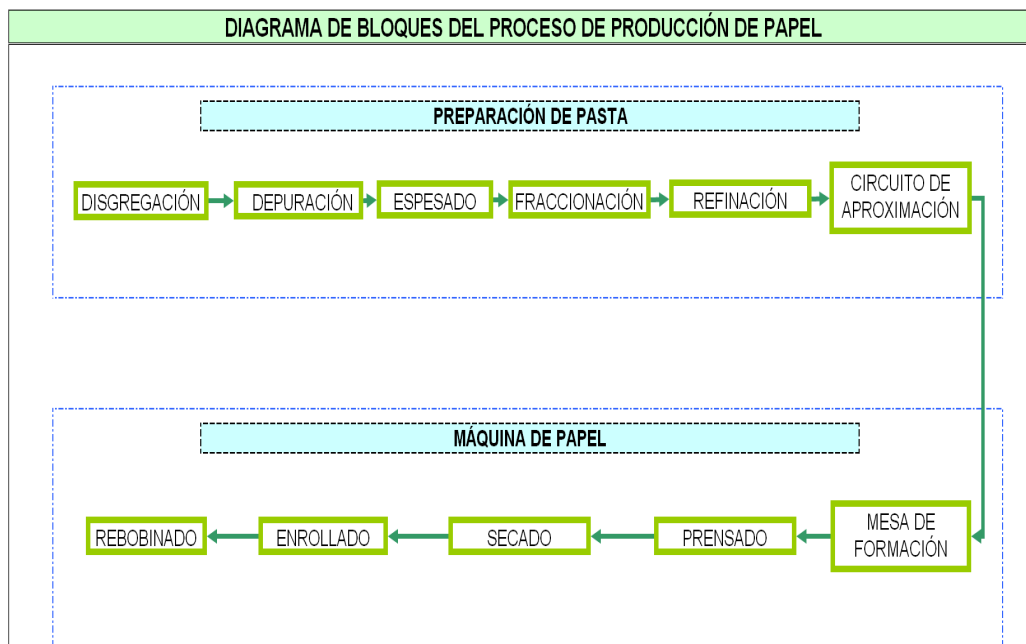 DIAGRAMA DE BLOQUES DEL PROCESO DE PRODUCCIÓN DE PAPEL
PREPARACIÓN DE PASTA
DISGREGACIÓN
DEPURACIÓN
ESPESADO
FRACCIONACIÓN
REFINACIÓN
CIRCUITO DE
APROXIMACIÓN
MÁQUINA DE PAPEL
REBOBINADO
ENROLLADO
SECADO
PRENSADO
MESA DE
FORMACIÓN